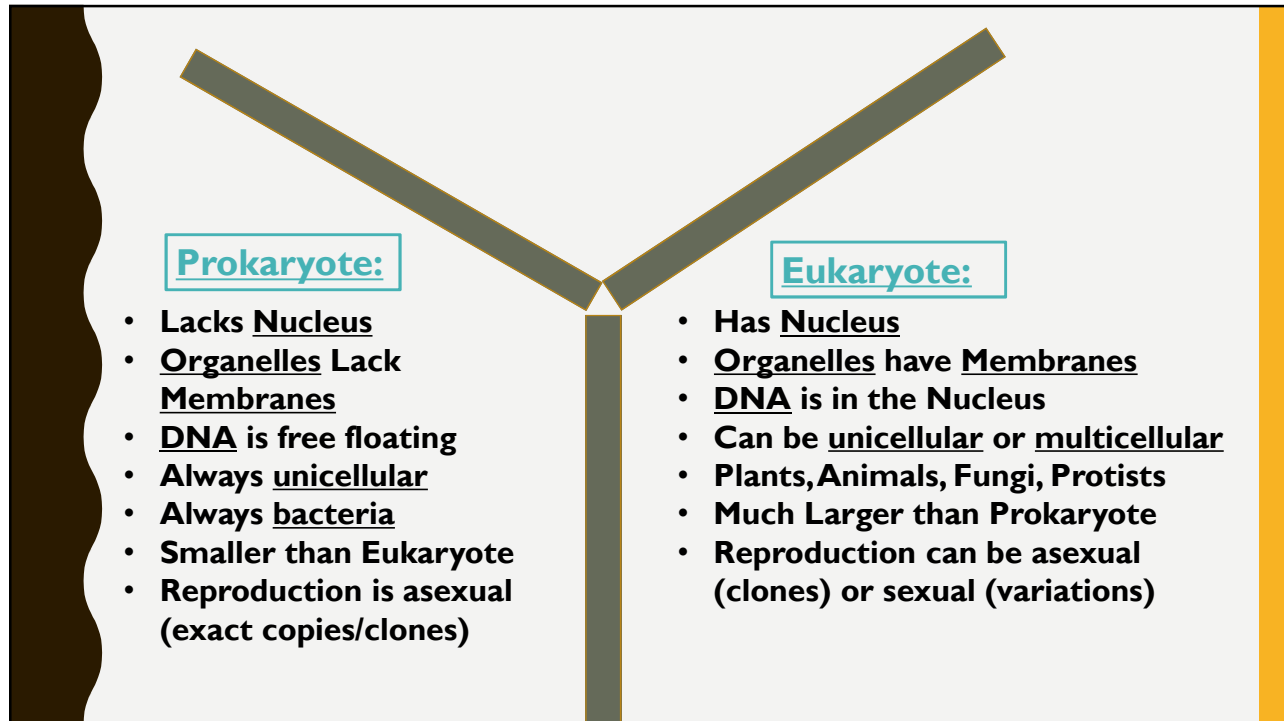 Prokaryote:
• Lacks Nucleus
• Organelles Lack
Membranes
• DNA is free floating
• Always unicellular
• Always bacteria
• Smaller than Eukaryote
• Reproduction is asexual
(exact copies/clones)
Eukaryote:
• Has Nucleus
• Organelles have Membranes
• DNA is in the Nucleus
• Can be unicellular or multicellular
• Plants, Animals, Fungi, Protists
• Much Larger than Prokaryote
• Reproduction can be asexual
(clones) or sexual (variations)